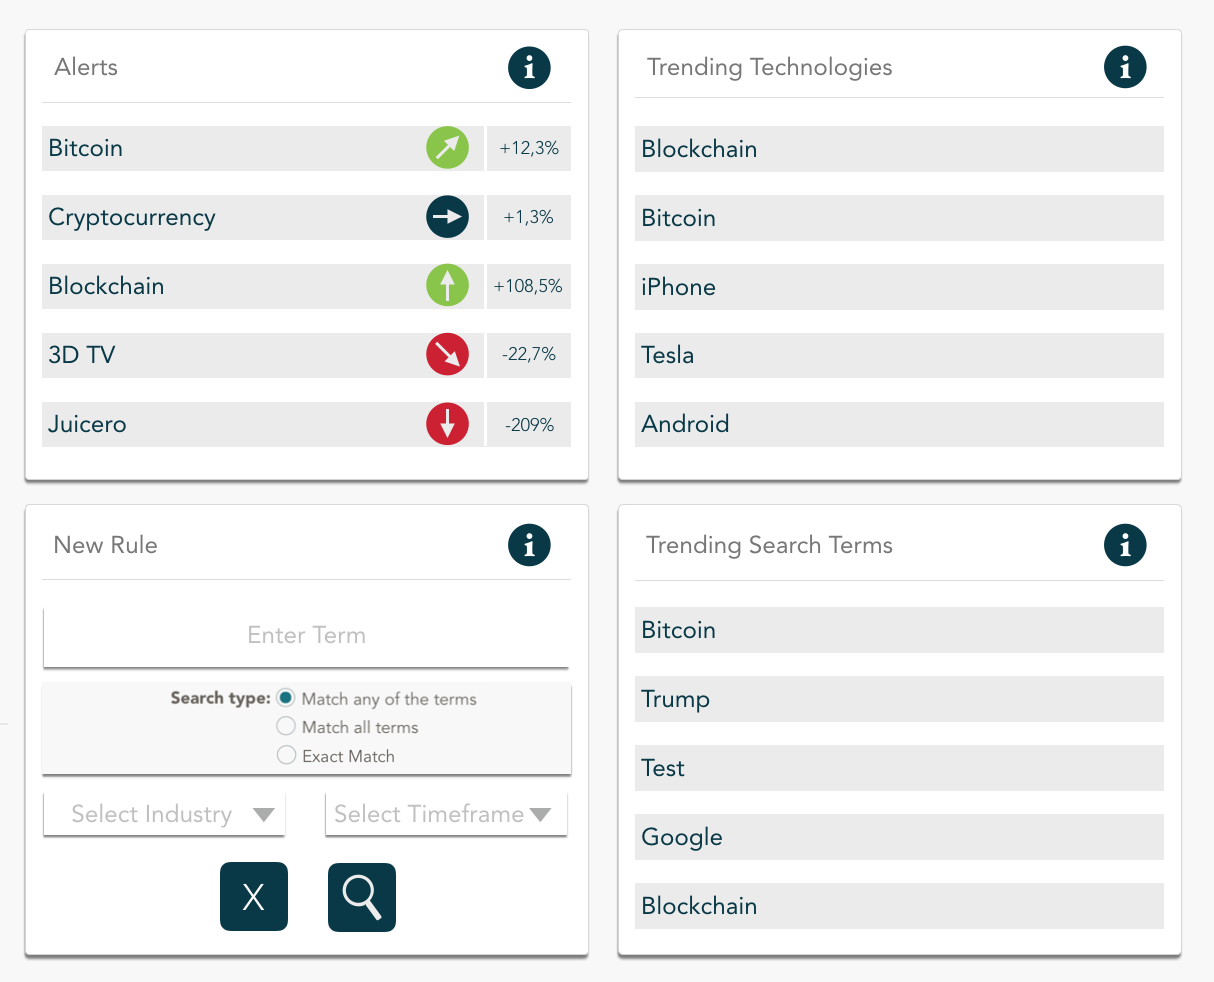 Alerts
Bitcoin +12,3%
Cryptocurrency +1,3%
Blockchain +108,5%
3D TV -22,7%
Juicero -209%
Trending Technologies
Blockchain
Bitcoin
iPhone
Tesla
Android
New Rule
Enter Term
Search type: Match any of the terms
Match all terms
Exact Match
Select Industry Select Timeframe
X
Trending Search Terms
Bitcoin
Trump
Test
Google
Blockchain